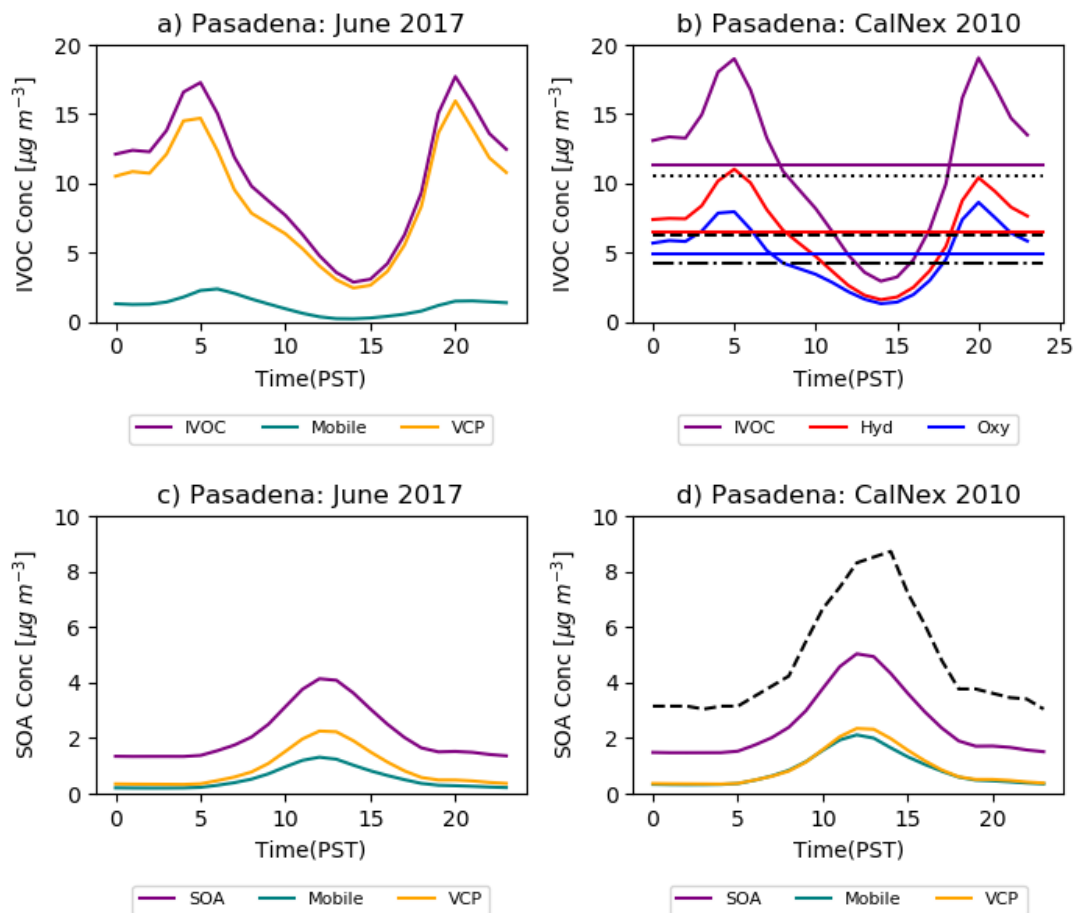 a) Pasadena: June 2017
IVOC Conc [μg m⁻³]
20
15
10
5
0
0 5 10 15 20
Time(PST)
IVOC Mobile VCP
b) Pasadena: CalNex 2010
IVOC Conc [μg m⁻³]
20
15
10
5
0
0 5 10 15 20 25
Time(PST)
IVOC Hyd Oxy
c) Pasadena: June 2017
SOA Conc [μg m⁻³]
10
8
6
4
2
0
0 5 10 15 20
Time(PST)
SOA Mobile VCP
d) Pasadena: CalNex 2010
SOA Conc [μg m⁻³]
10
8
6
4
2
0
0 5 10 15 20
Time(PST)
SOA Mobile VCP